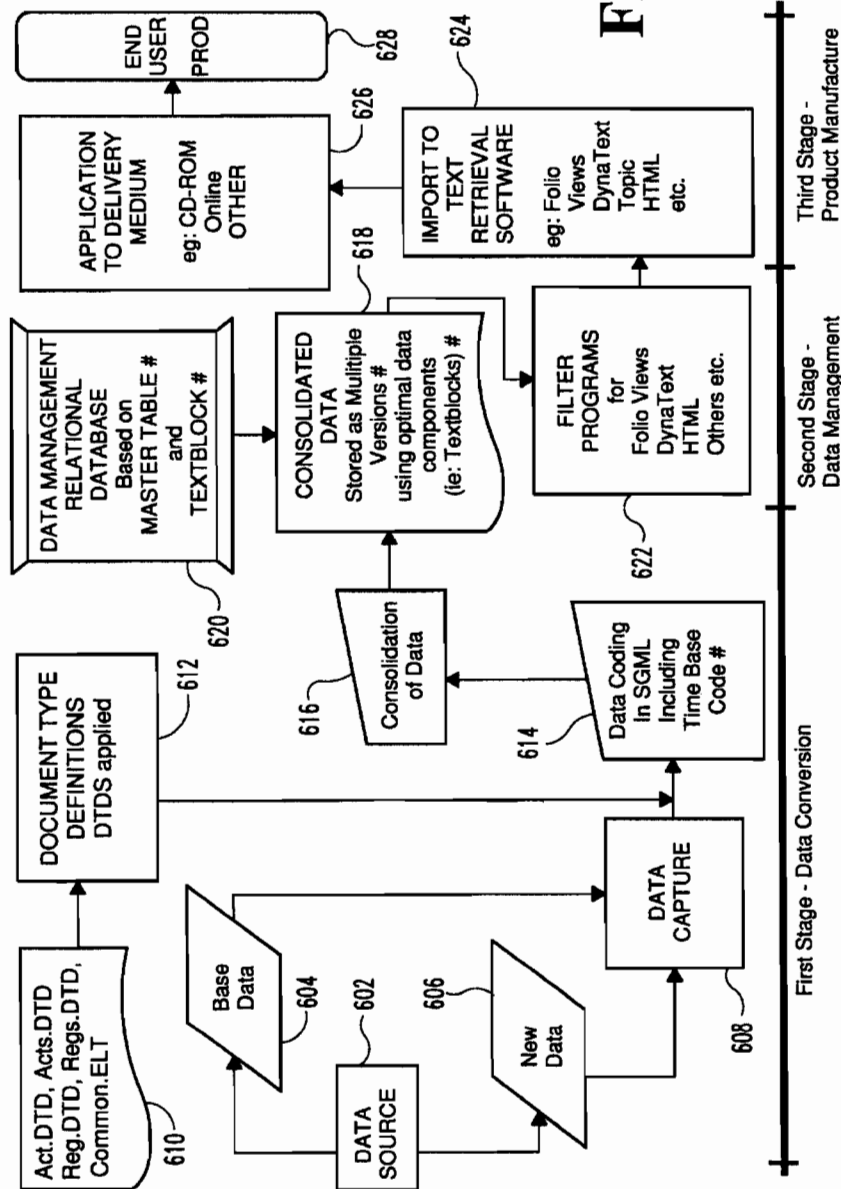 Act.DTD, Acts.DTD
Reg.DTD, Regs.DTD,
Common.ELT
610
DOCUMENT TYPE
DEFINITIONS
DTDS applied
612
DATA
SOURCE
602
Base
Data
604
New
Data
606
DATA
CAPTURE
608
Data Coding
In SGML
Including
Time Base
Code #
614
Consolidation
of Data
616
DATA MANAGEMENT
RELATIONAL
DATABASE
Based on
MASTER TABLE #
and
TEXTBLOCK #
620
CONSOLIDATED
DATA
Stored as Mulitiple
Versions #
using optimal data
components
(ie: Textblocks) #
618
FILTER
PROGRAMS
for
Folio Views
DynaText
HTML
Others etc.
622
IMPORT TO
TEXT
RETRIEVAL
SOFTWARE
eg: Folio
Views
DynaText
Topic
HTML
etc.
624
APPLICATION
TO DELIVERY
MEDIUM
eg: CD-ROM
Online
OTHER
626
END
USER
PROD
628
First Stage - Data Conversion
Second Stage -
Data Management
Third Stage -
Product Manufacture